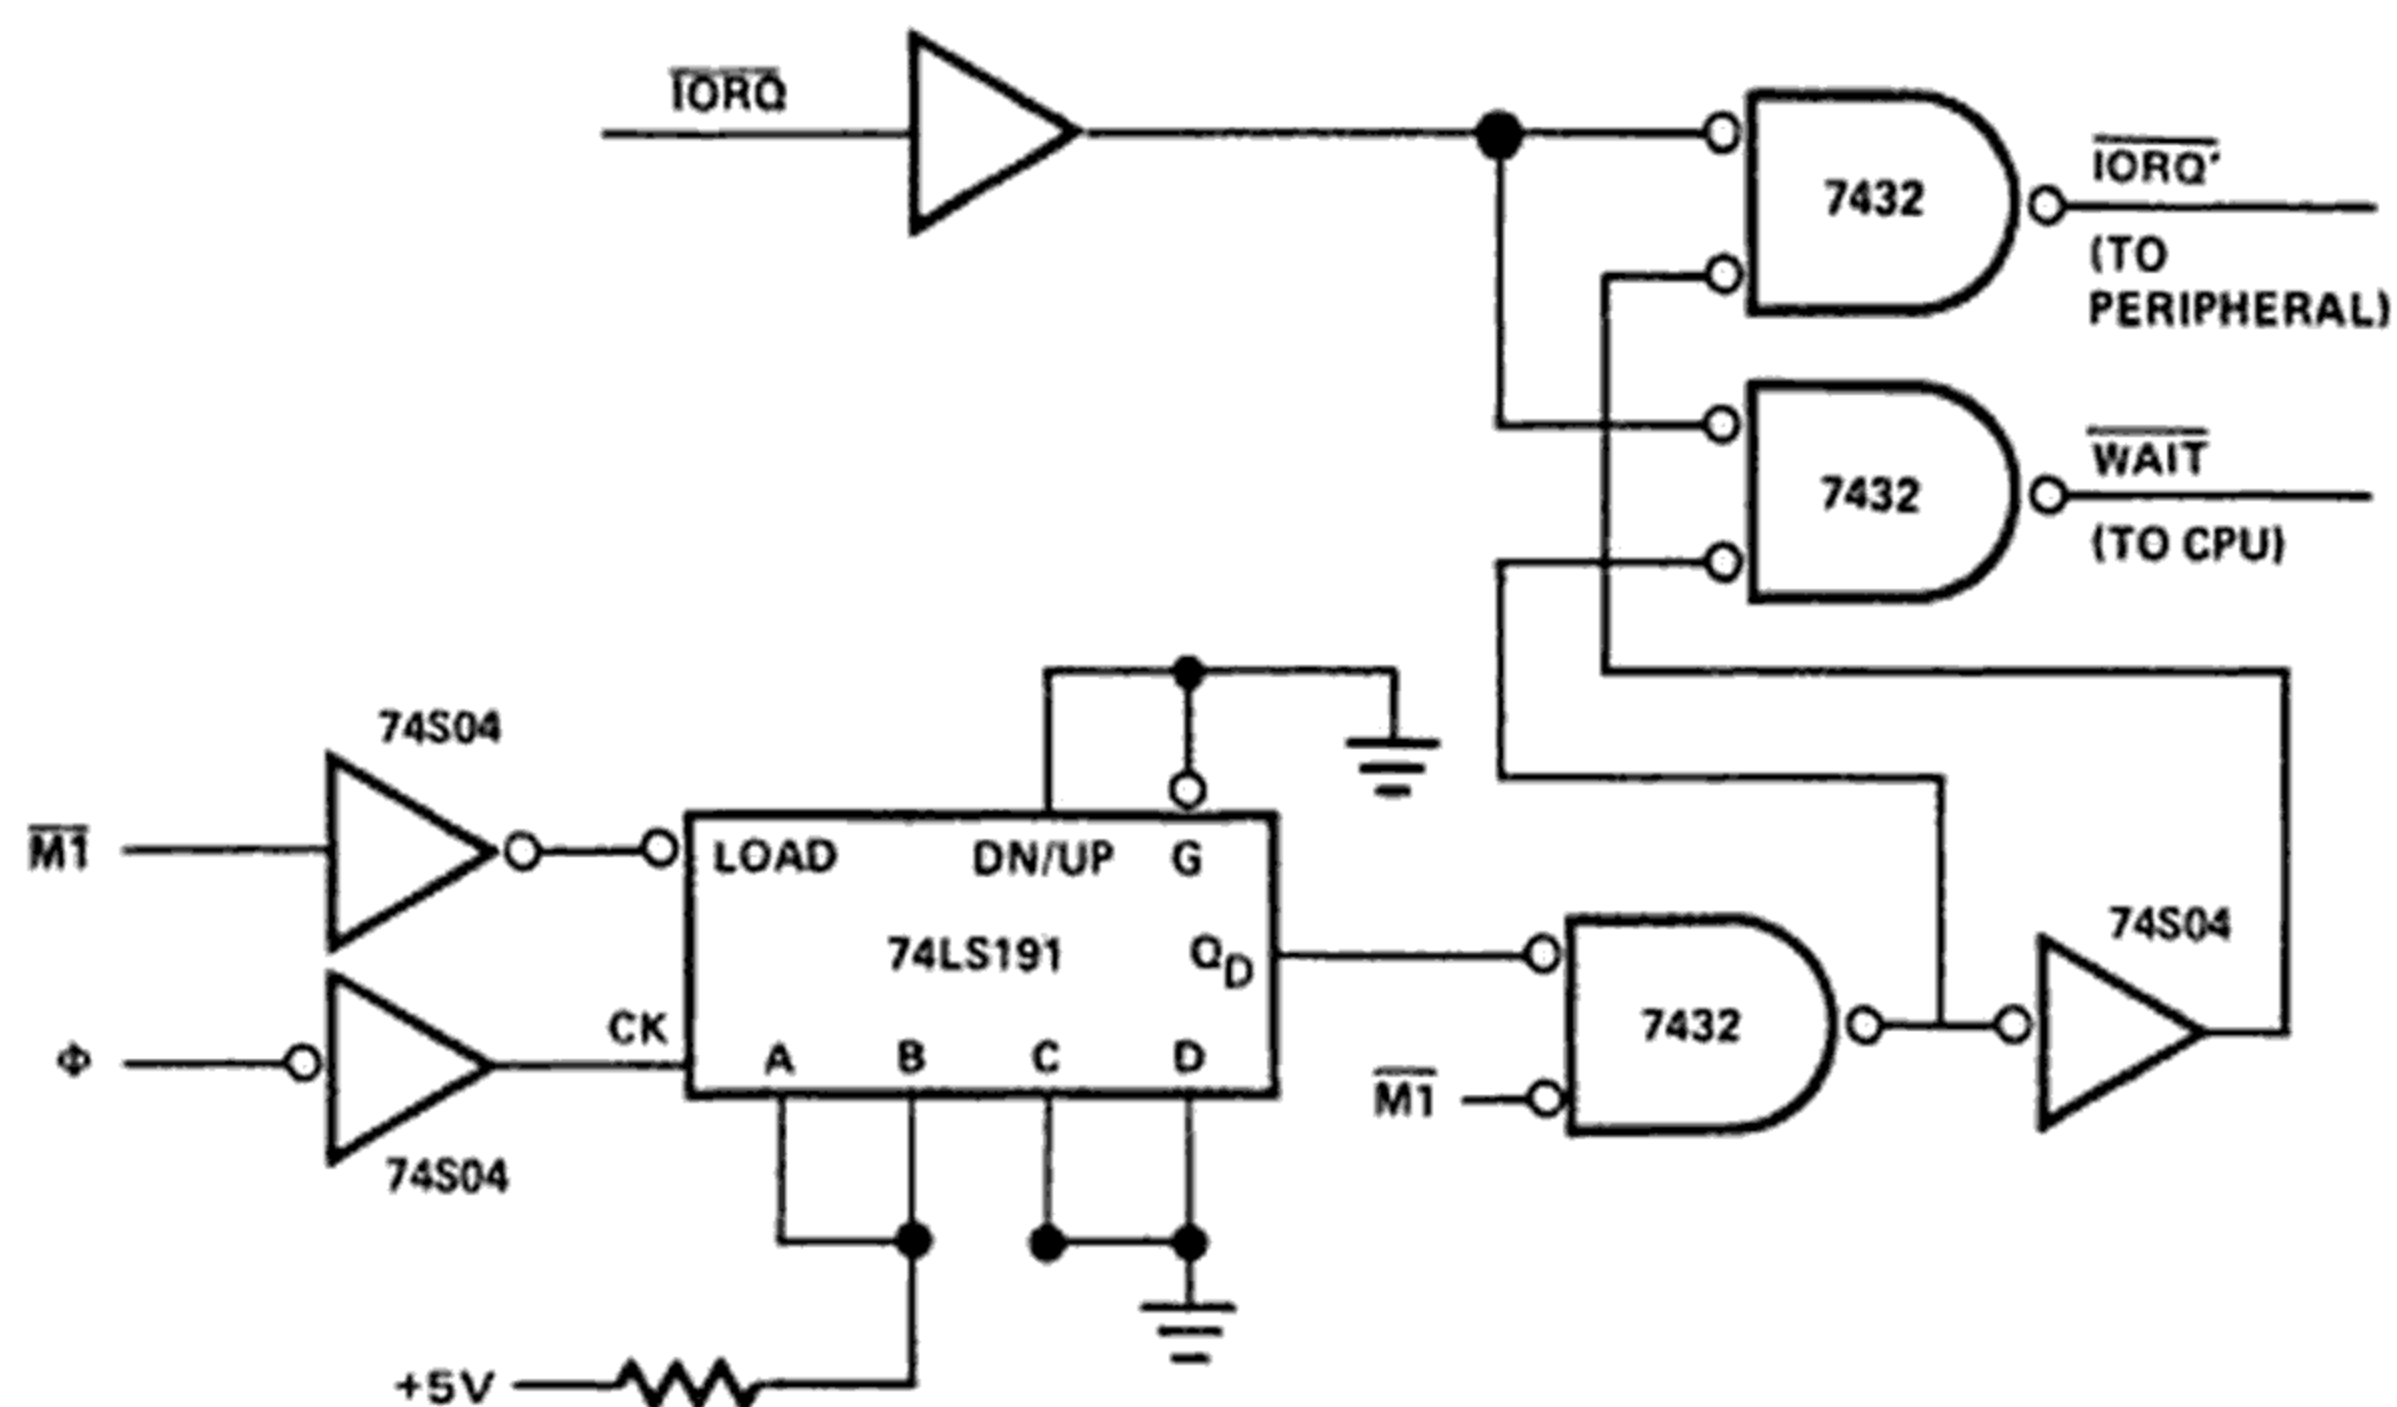 IORQ
7432
IORQ'
(TO
PERIPHERAL)
7432
WAIT
(TO CPU)
74S04
M1
LOAD
DN/UP
G
74LS191
QD
Φ
CK
A
B
C
D
74S04
7432
M1
74S04
+5V